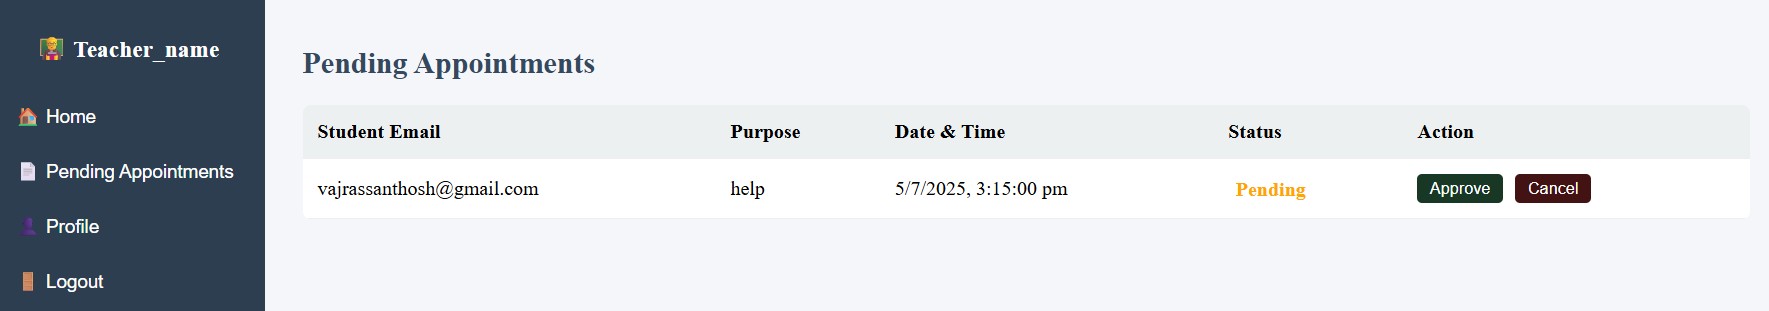 Teacher_name
Home
Pending Appointments
Profile
Logout
Pending Appointments
Student Email Purpose Date & Time Status Action
vajrassanthosh@gmail.com help 5/7/2025, 3:15:00 pm Pending Approve Cancel